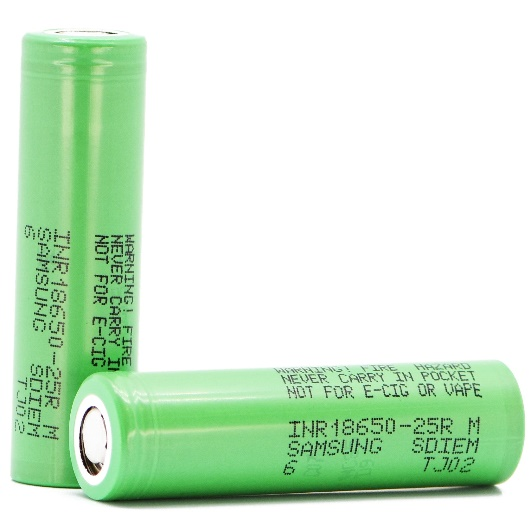 INR18650-25R M
SAMSUNG SDIEM
6 TJ02
WARNING! FIRE
NEVER CARRY IN
NOT FOR E-CIG
WARNING! FIRE HAZARD
NEVER CARRY IN POCKET
NOT FOR E-CIG OR VAPE
INR18650-25R M
SAMSUNG SDIEM
6 TJ02